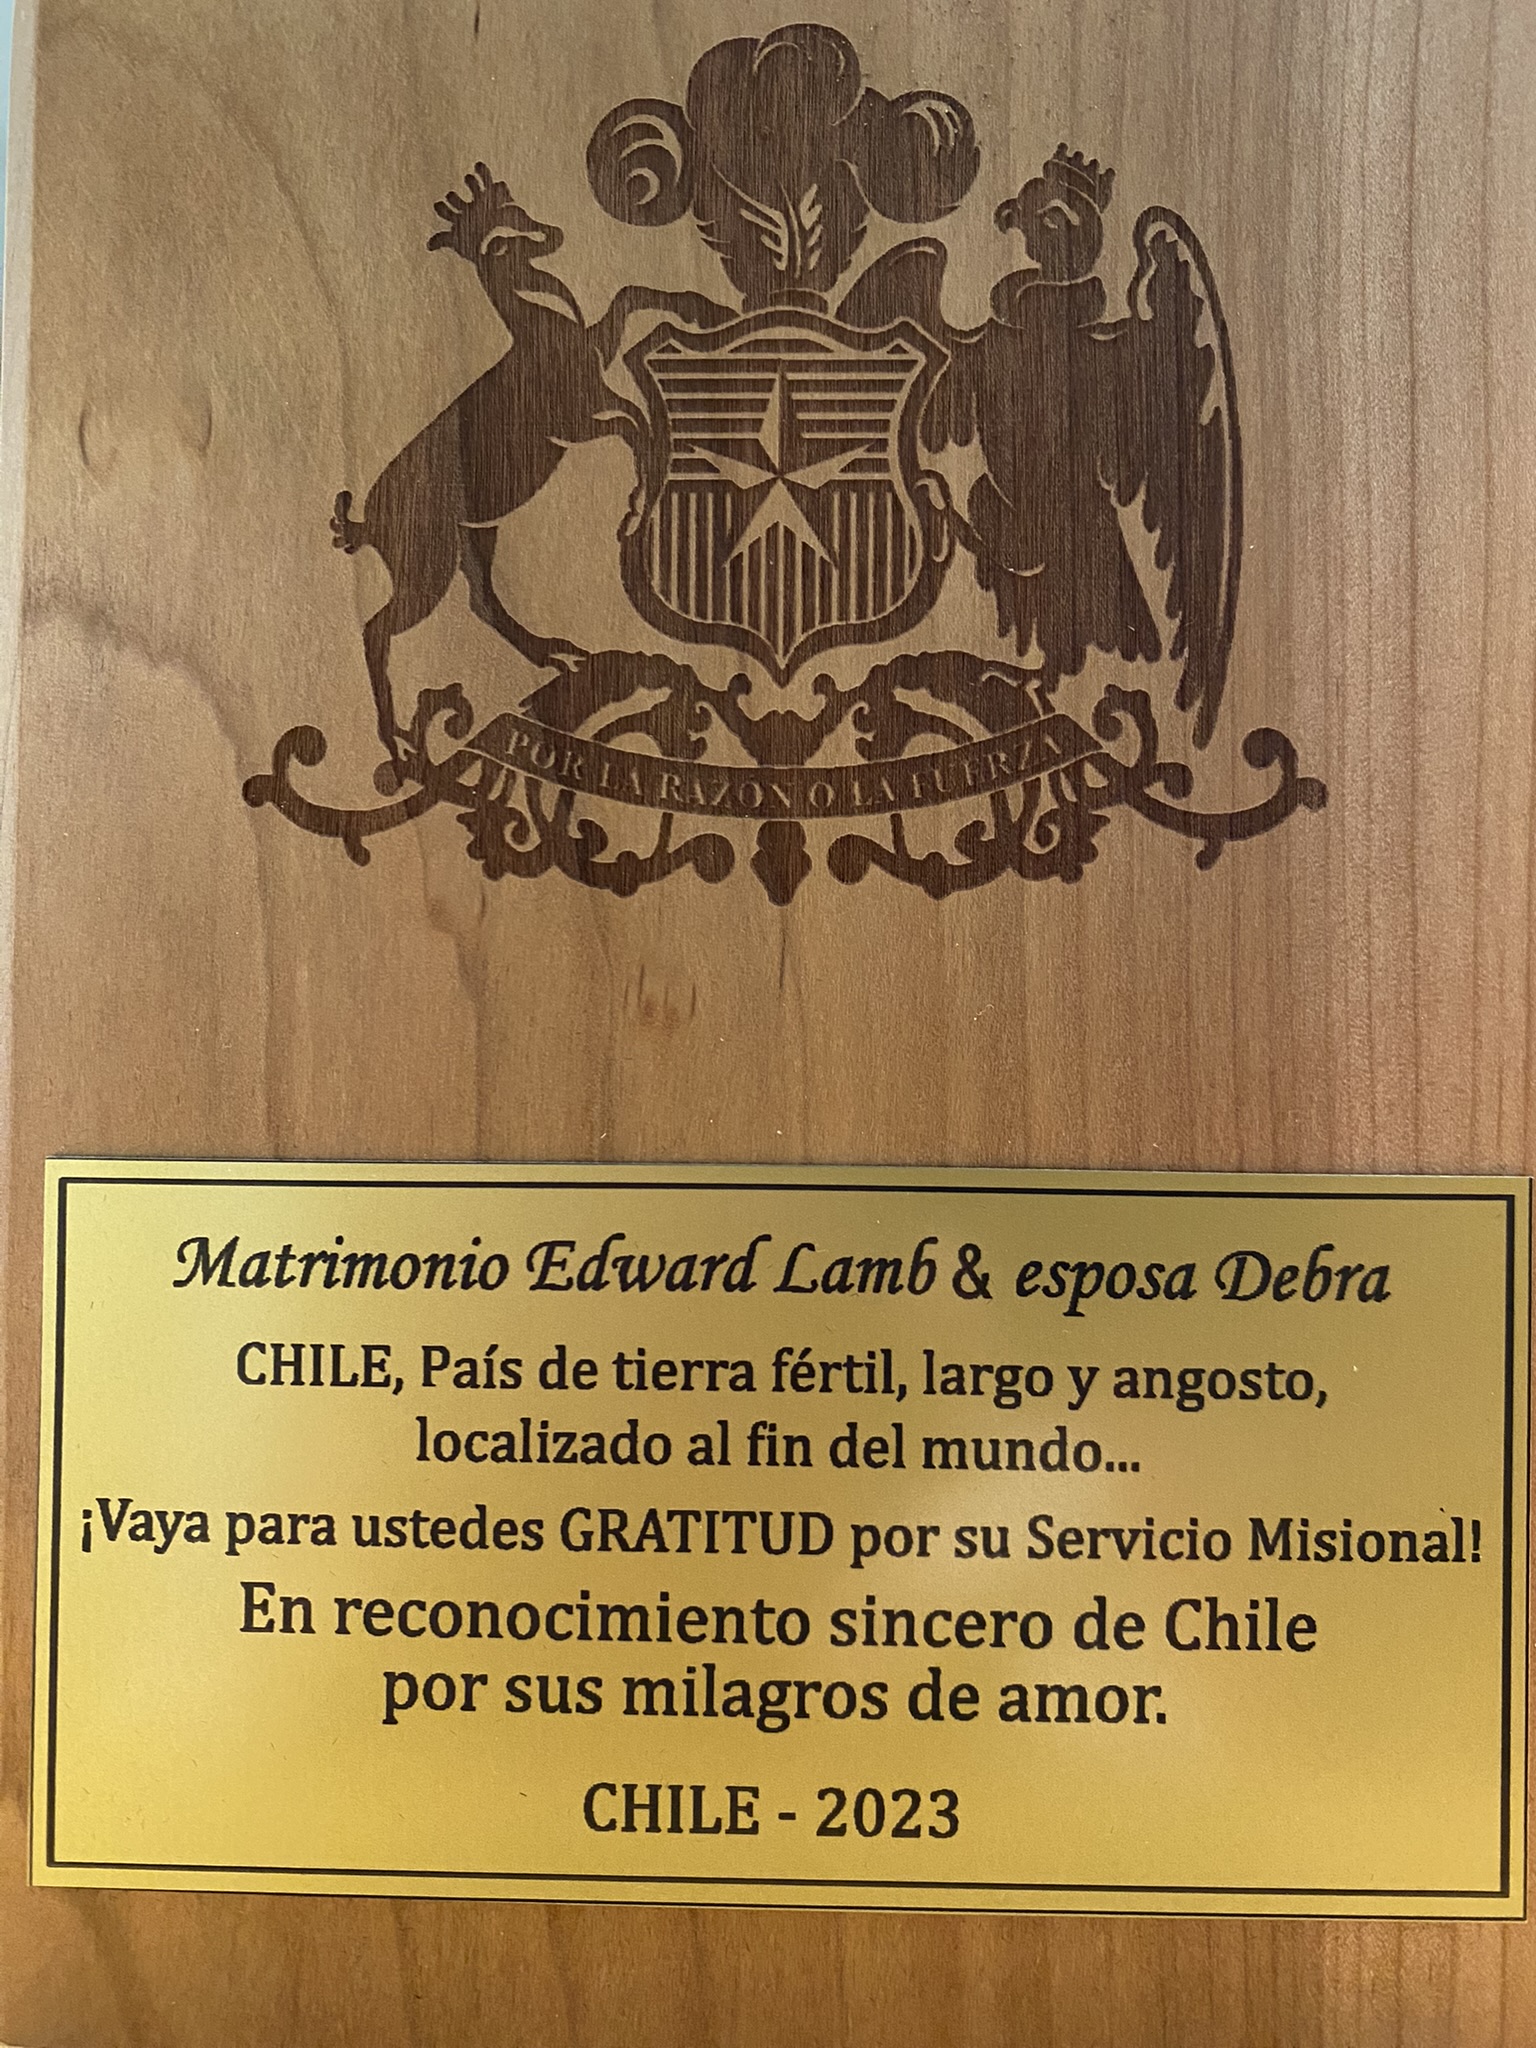 POR LA RAZÓN O LA FUERZA
Matrimonio Edward Lamb & esposa Debra
CHILE, País de tierra fértil, largo y angosto,
localizado al fin del mundo...
¡Vaya para ustedes GRATITUD por su Servicio Misional!
En reconocimiento sincero de Chile
por sus milagros de amor.
CHILE - 2023